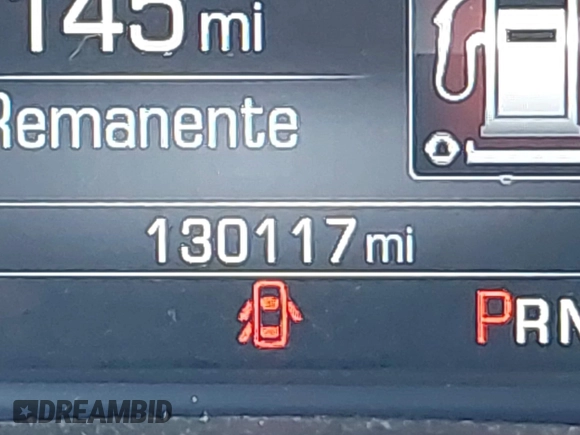 145 mi
Remanente
130117 mi
PRN
DREAMBID